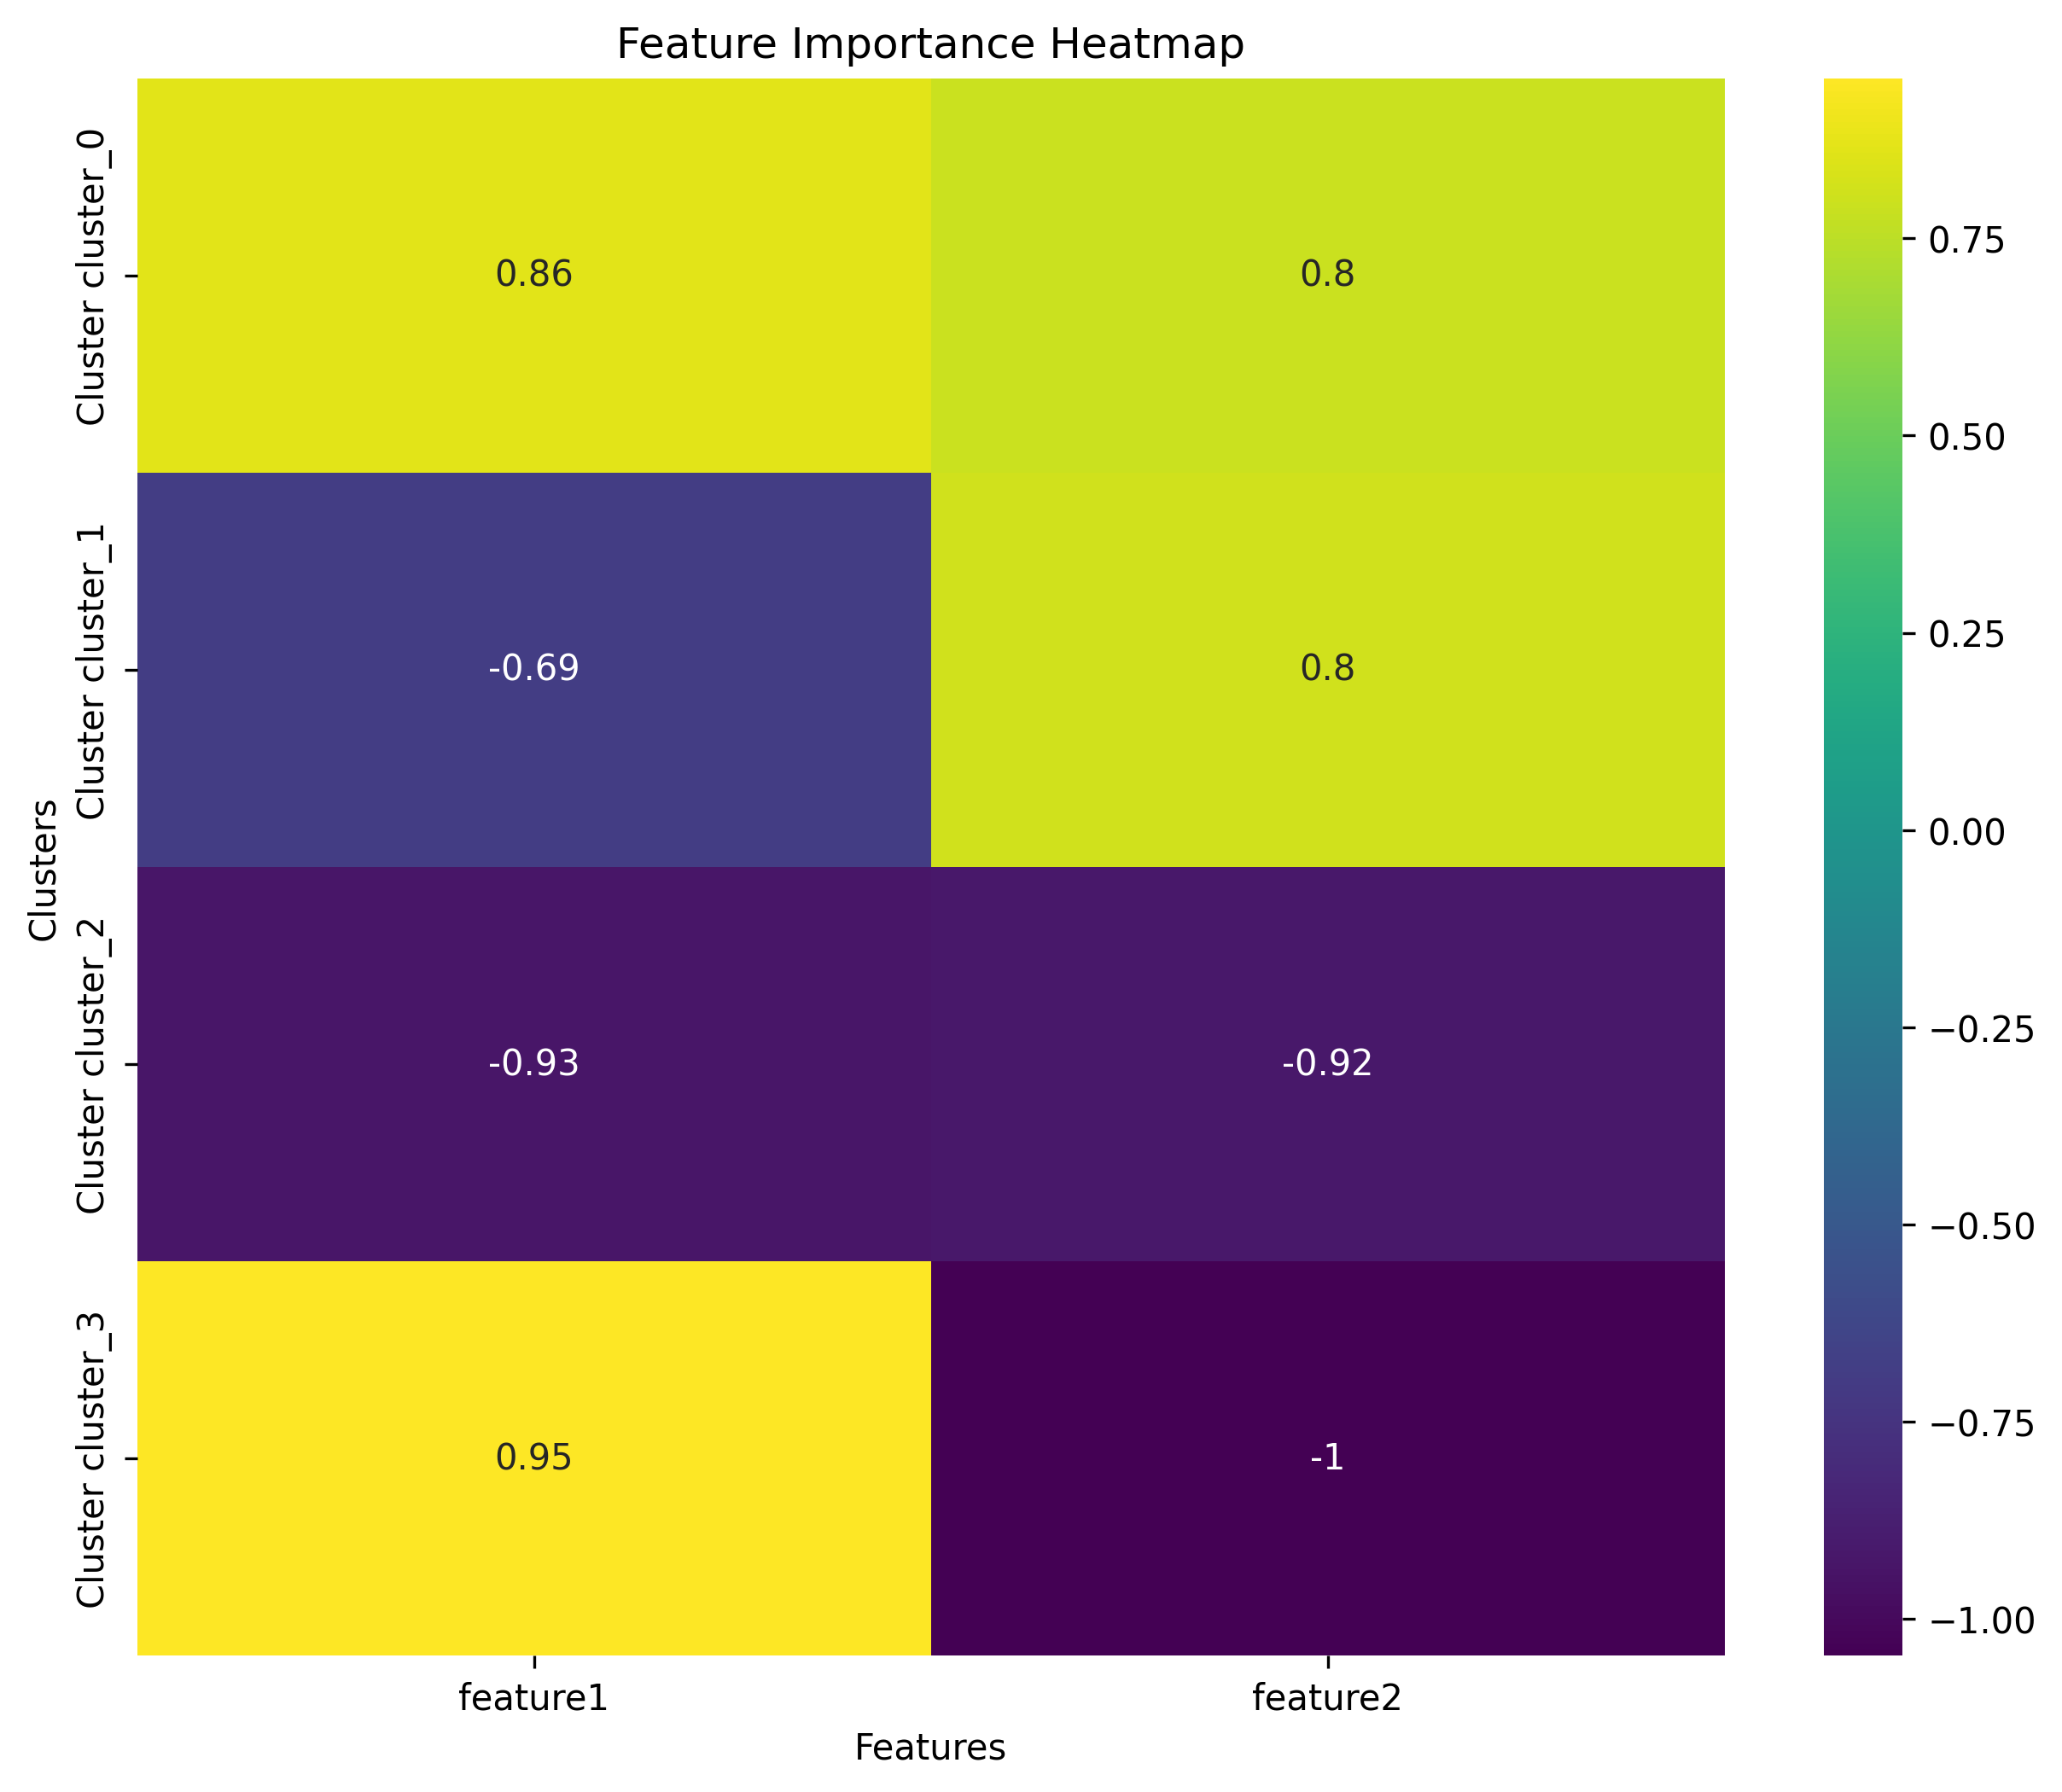 Feature Importance Heatmap
Clusters
Cluster cluster_0
0.86
0.8
Cluster cluster_1
-0.69
0.8
Cluster cluster_2
-0.93
-0.92
Cluster cluster_3
0.95
-1
feature1
feature2
Features
0.75
0.50
0.25
0.00
−0.25
−0.50
−0.75
−1.00